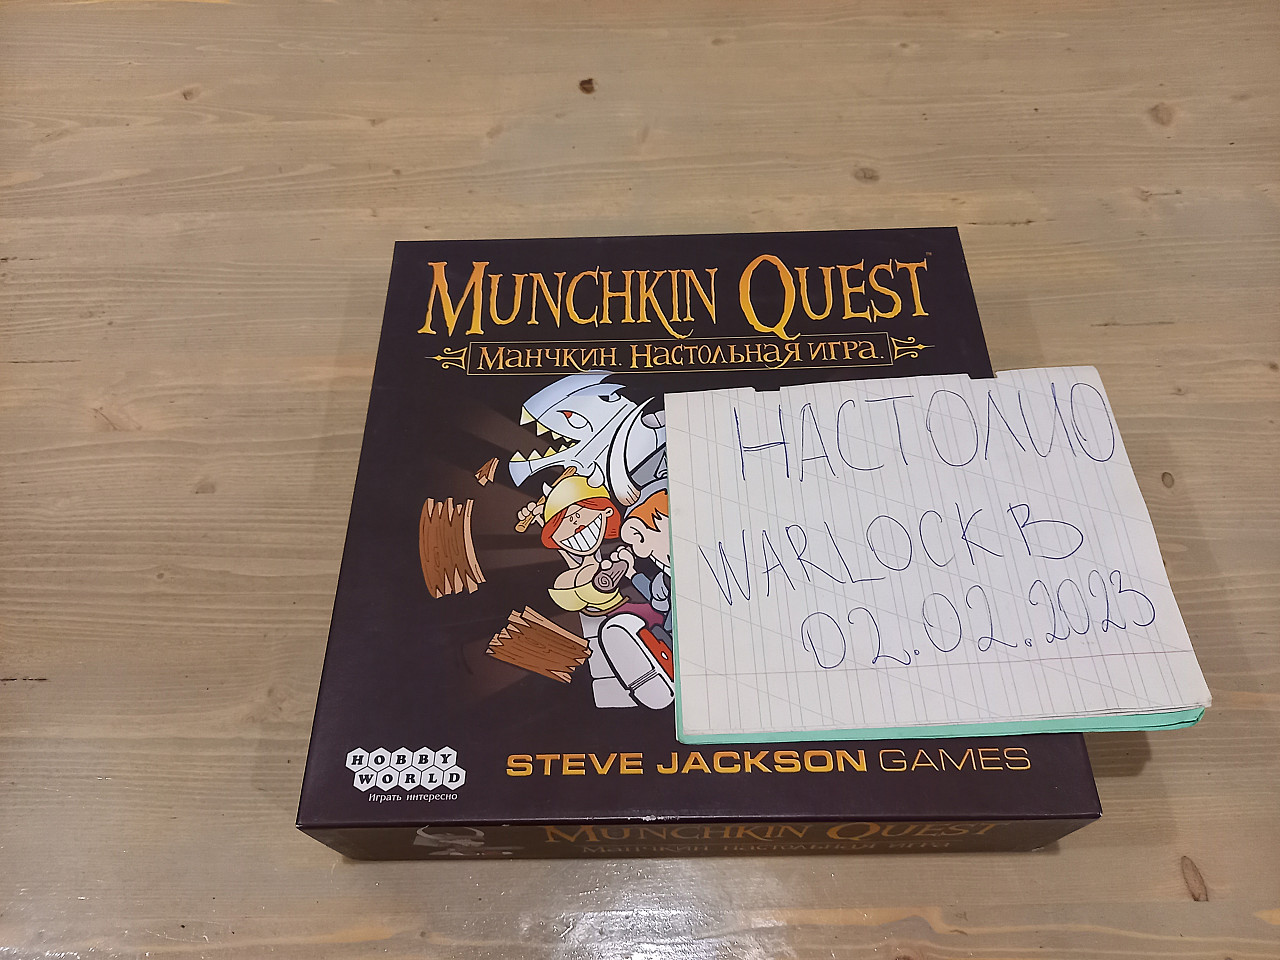 MUNCHKIN QUEST™
МАНЧКИН. НАСТОЛЬНАЯ ИГРА.
НАСТОЛИО
WARLOCK B
02.02.2023
HOBBY
WORLD
Играть интересно
STEVE JACKSON GAMES
MUNCHKIN QUEST
МАНЧКИН НАСТОЛЬНАЯ ИГРА